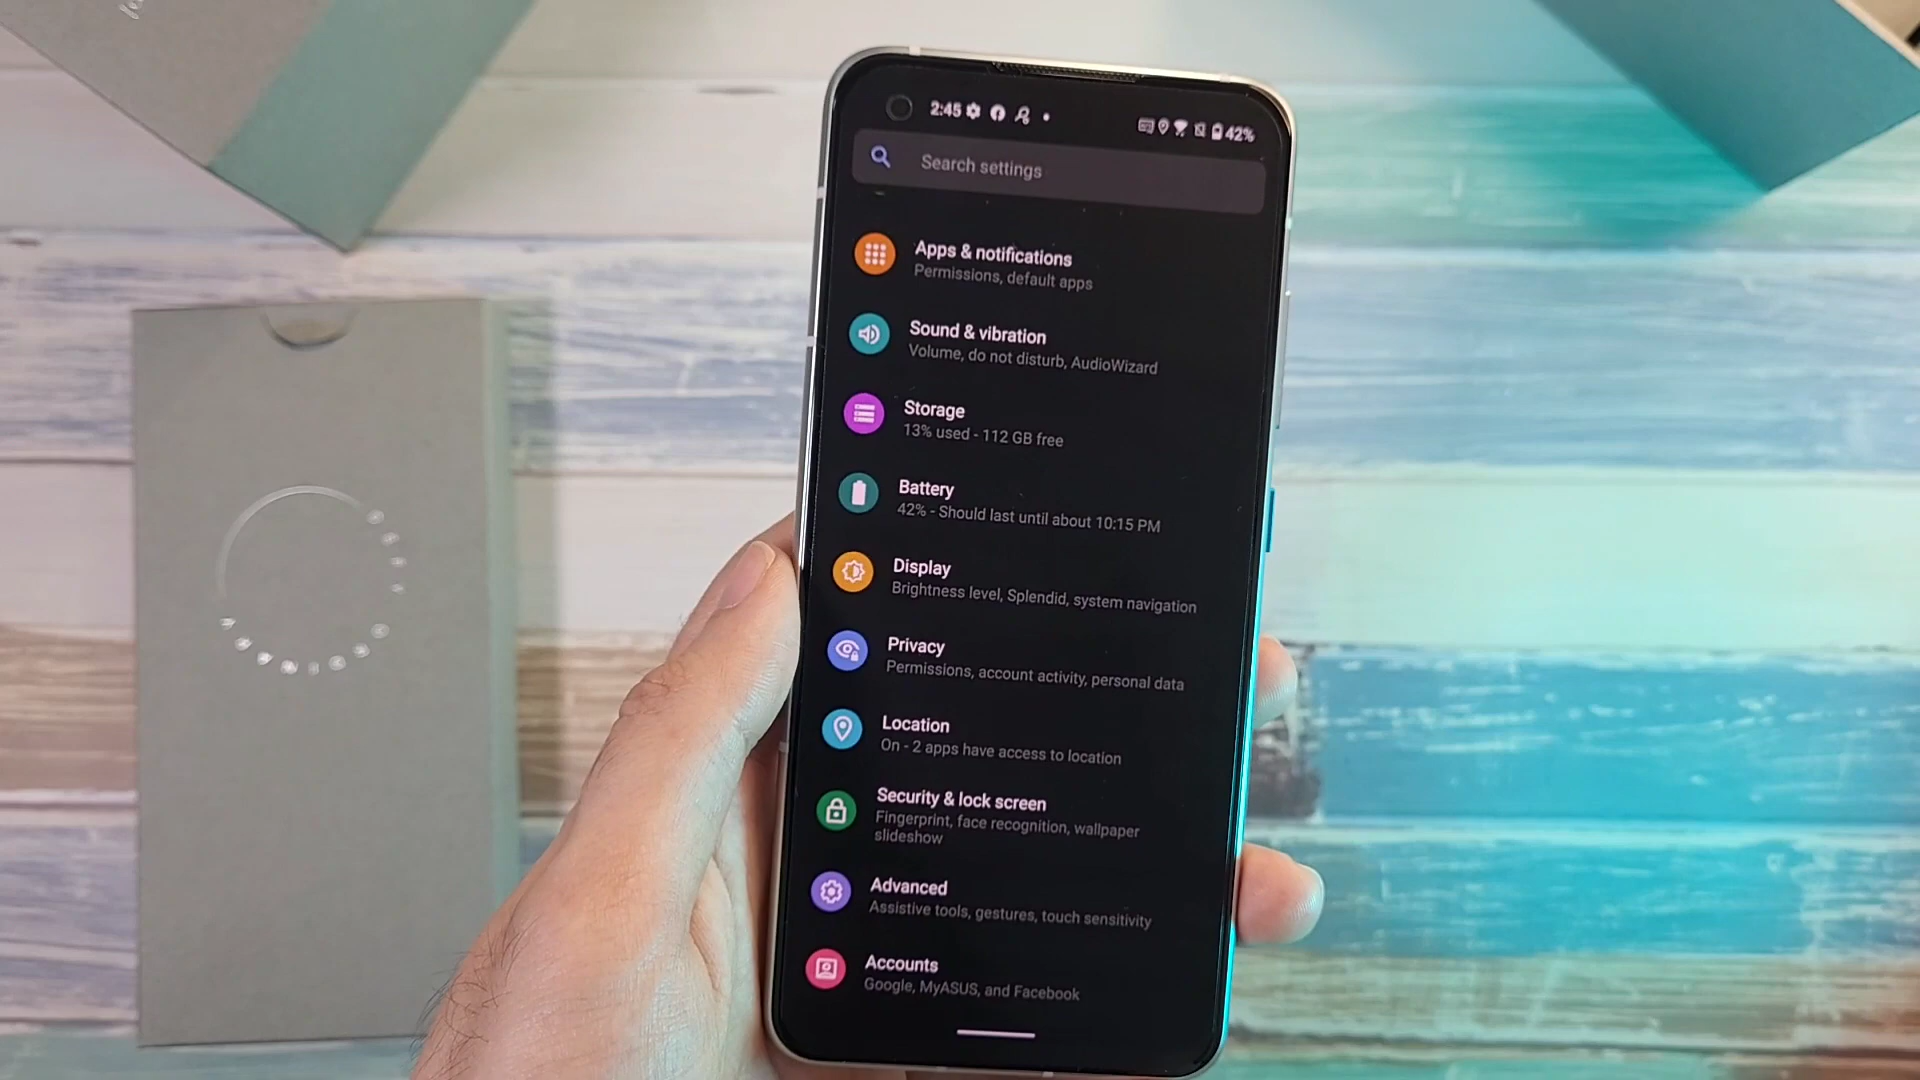 2:45
42%
Search settings
Apps & notifications
Permissions, default apps
Sound & vibration
Volume, do not disturb, AudioWizard
Storage
13% used - 112 GB free
Battery
42% - Should last until about 10:15 PM
Display
Brightness level, Splendid, system navigation
Privacy
Permissions, account activity, personal data
Location
On - 2 apps have access to location
Security & lock screen
Fingerprint, face recognition, wallpaper
slideshow
Advanced
Assistive tools, gestures, touch sensitivity
Accounts
Google, MyASUS, and Facebook